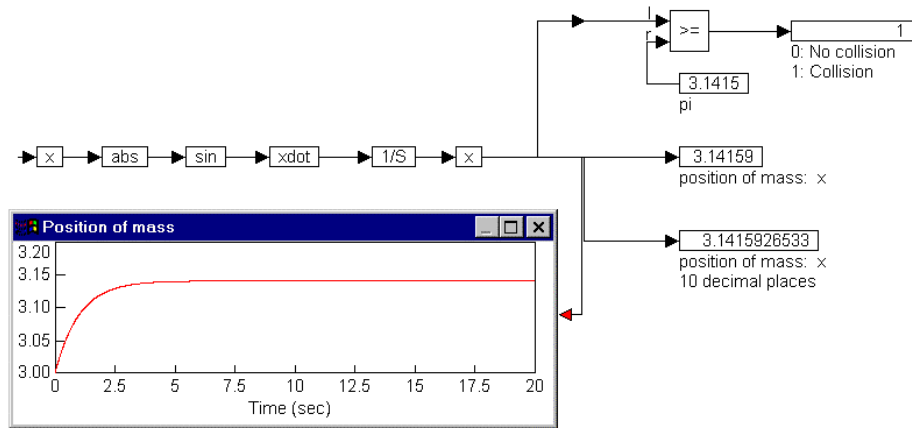 l
r
>=
1
0: No collision
1: Collision
3.1415
pi
x abs sin xdot 1/S x
3.14159
position of mass: x
3.1415926533
position of mass: x
10 decimal places
Position of mass
3.20
3.15
3.10
3.05
3.00
0 2.5 5 7.5 10 12.5 15 17.5 20
Time (sec)